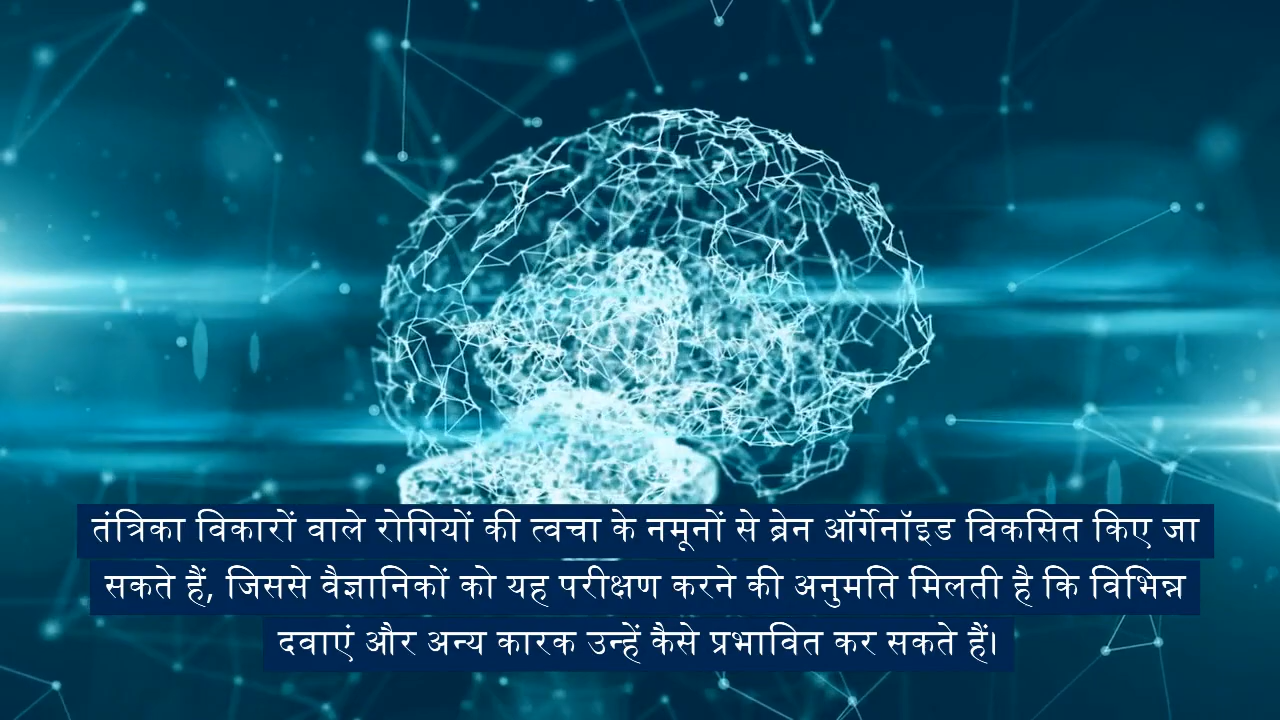 तंत्रिका विकारों वाले रोगियों की त्वचा के नमूनों से ब्रेन ऑर्गेनॉइड विकसित किए जा
सकते हैं, जिससे वैज्ञानिकों को यह परीक्षण करने की अनुमति मिलती है कि विभिन्न
दवाएं और अन्य कारक उन्हें कैसे प्रभावित कर सकते हैं।